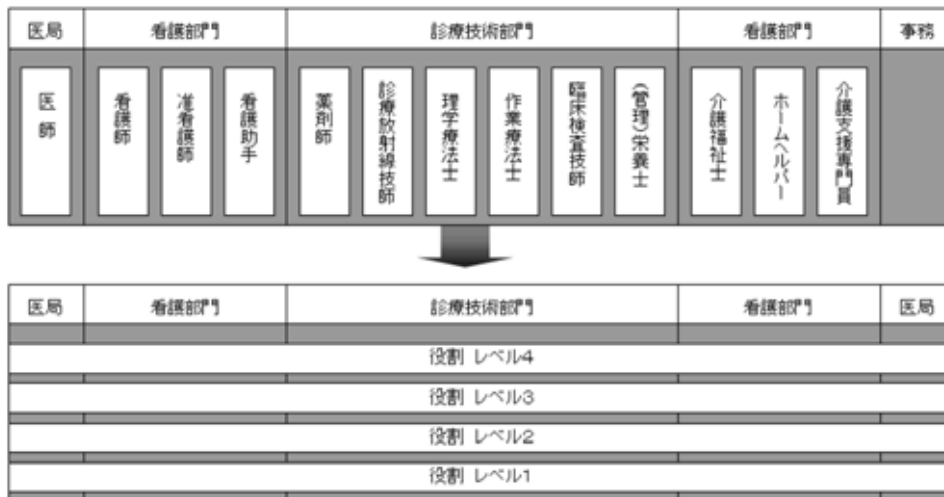 医局
看護部門
診療技術部門
看護部門
事務
医師
看護師
准看護師
看護助手
薬剤師
診療放射線技師
理学療法士
作業療法士
臨床検査技師
(管理)栄養士
介護福祉士
ホームヘルパー
介護支援専門員
医局
看護部門
診療技術部門
看護部門
医局
役割 レベル4
役割 レベル3
役割 レベル2
役割 レベル1